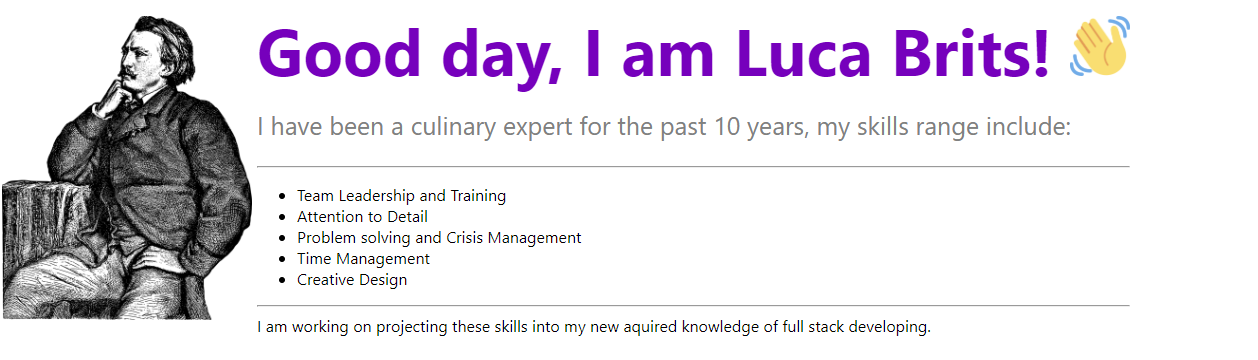 Good day, I am Luca Brits! 👋
I have been a culinary expert for the past 10 years, my skills range include:
• Team Leadership and Training
• Attention to Detail
• Problem solving and Crisis Management
• Time Management
• Creative Design
I am working on projecting these skills into my new aquired knowledge of full stack developing.